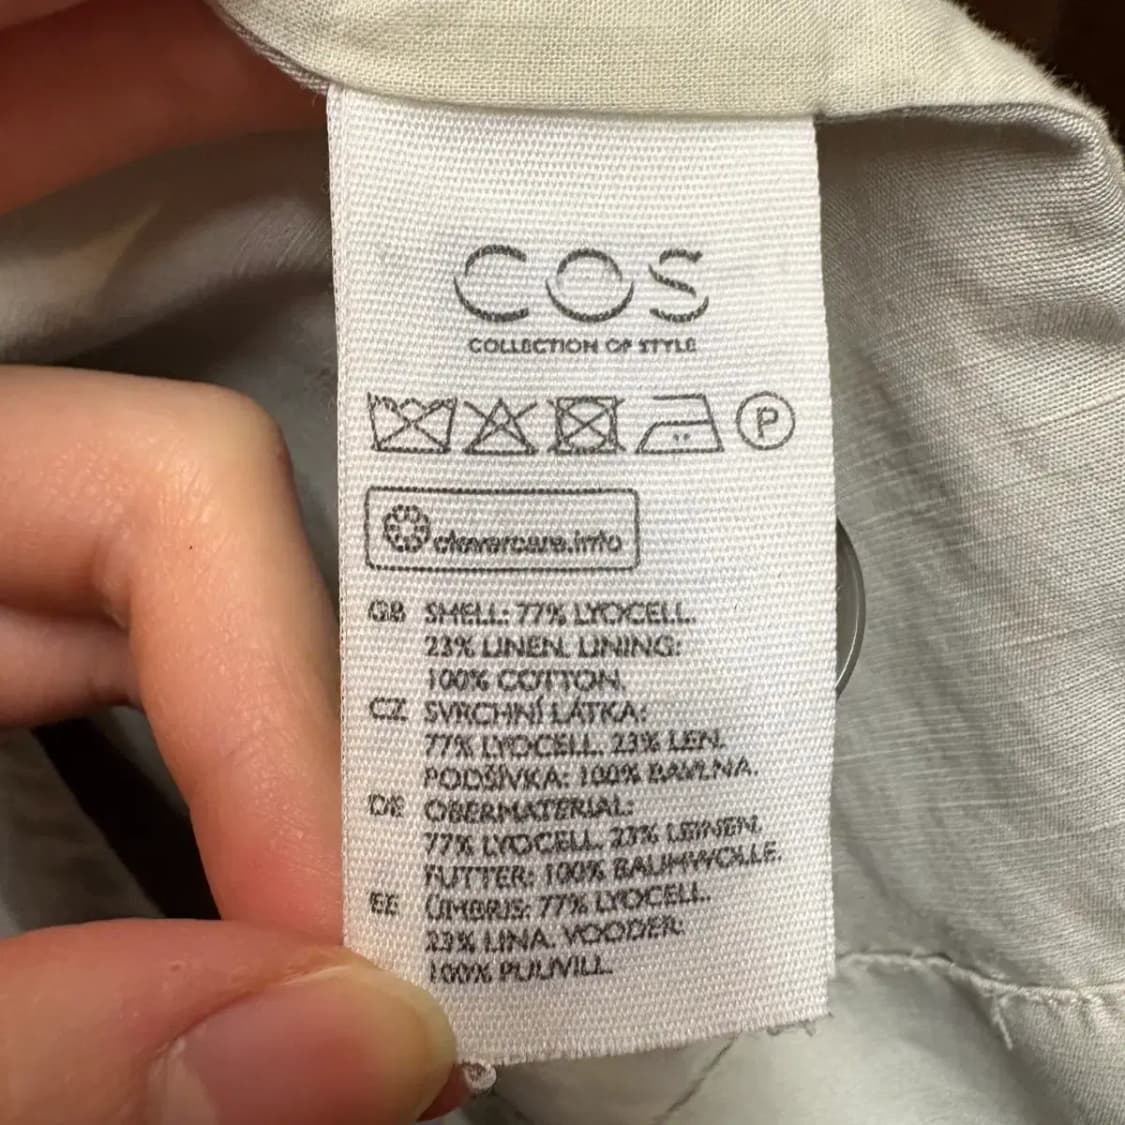 COS
COLLECTION OF STYLE
P
clevercare.info
GB SHELL: 77% LYOCELL.
23% LINEN. LINING:
100% COTTON.
CZ SVRCHNÍ LÁTKA:
77% LYOCELL. 23% LEN.
PODŠÍVKA: 100% BAVLNA.
DE OBERMATERIAL:
77% LYOCELL. 23% LEINEN.
FUTTER: 100% BAUMWOLLE.
EE ÜMBRIS: 77% LYOCELL.
23% LINA. VOODER:
100% PUUVILL.